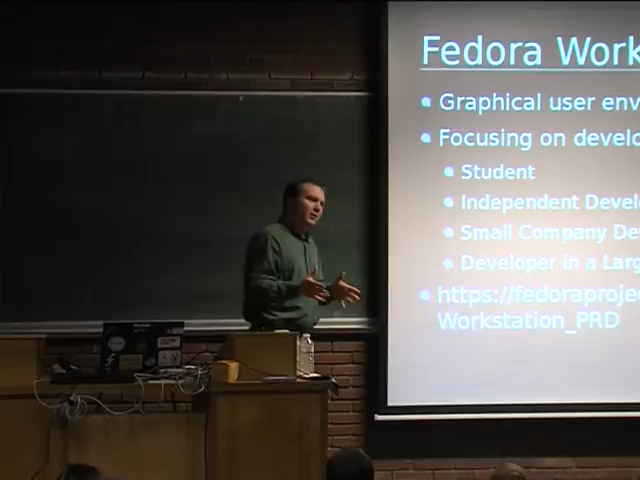 Fedora Work
• Graphical user env
• Focusing on develo
• Student
• Independent Devel
• Small Company De
• Developer in a Larg
• https://fedoraproje
Workstation_PRD